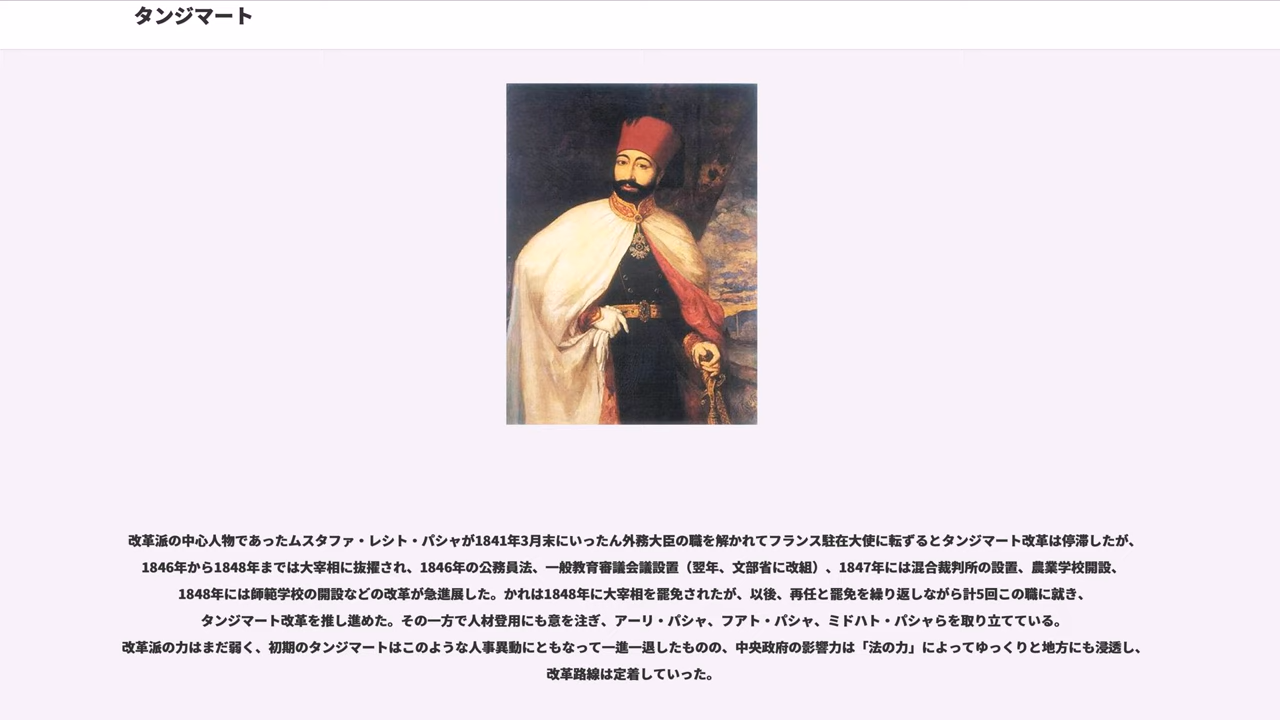 タンジマート
改革派の中心人物であったムスタファ・レシト・パシャが1841年3月末にいったん外務大臣の職を解かれてフランス駐在大使に転ずるとタンジマート改革は停滞したが、
1846年から1848年までは大宰相に抜擢され、1846年の公務員法、一般教育審議会議設置（翌年、文部省に改組）、1847年には混合裁判所の設置、農業学校開設、
1848年には師範学校の開設などの改革が急進展した。かれは1848年に大宰相を罷免されたが、以後、再任と罷免を繰り返しながら計5回この職に就き、
タンジマート改革を推し進めた。その一方で人材登用にも意を注ぎ、アーリ・パシャ、フアト・パシャ、ミドハト・パシャらを取り立てている。
改革派の力はまだ弱く、初期のタンジマートはこのような人事異動にともなって一進一退したものの、中央政府の影響力は「法の力」によってゆっくりと地方にも浸透し、
改革路線は定着していった。